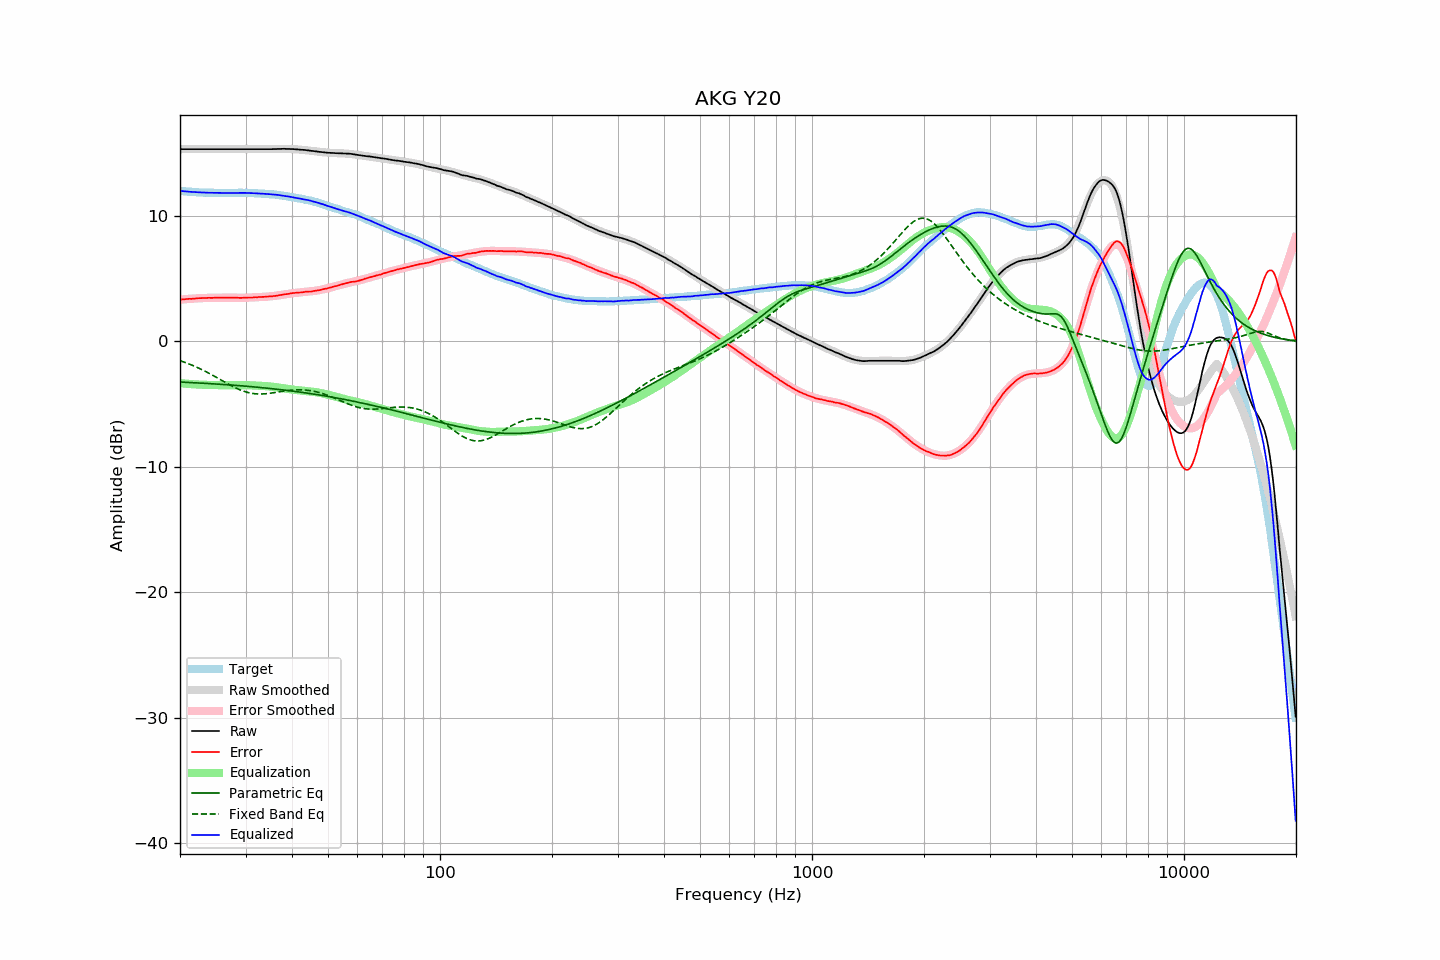 AKG Y20
Amplitude (dBr)
10
0
−10
−20
−30
−40
Target
Raw Smoothed
Error Smoothed
Raw
Error
Equalization
Parametric Eq
Fixed Band Eq
Equalized
100
1000
10000
Frequency (Hz)